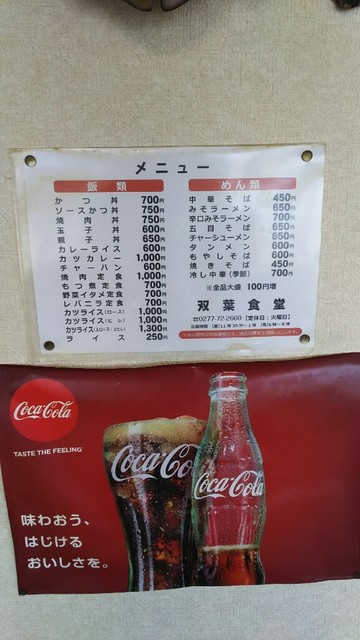 メニュー
飯類
かつ丼 700円
ソースかつ丼 750円
焼肉丼 750円
玉子丼 600円
親子丼 650円
カレーライス 600円
カツカレー 1,000円
チャーハン 600円
焼肉定食 1,000円
もつ煮定食 700円
野菜イタメ定食 700円
レバニラ定食 700円
カツライス(ロース) 1,000円
カツライス(ヒレ) 1,000円
カツライス(上ロース・上ヒレ) 1,300円
ライス 250円
めん類
中華そば 450円
みそラーメン 650円
辛口みそラーメン 700円
五目そば 650円
チャーシューメン 650円
タンメン 600円
もやしそば 600円
焼きそば 450円
冷し中華(季節) 700円
※全品大盛 100円増
双葉食堂
☎0277-72-2660 [定休日:火曜日]
Coca-Cola
TASTE THE FEELING
Coca-Cola
Coca-Cola
味わおう、
はじける
おいしさを。